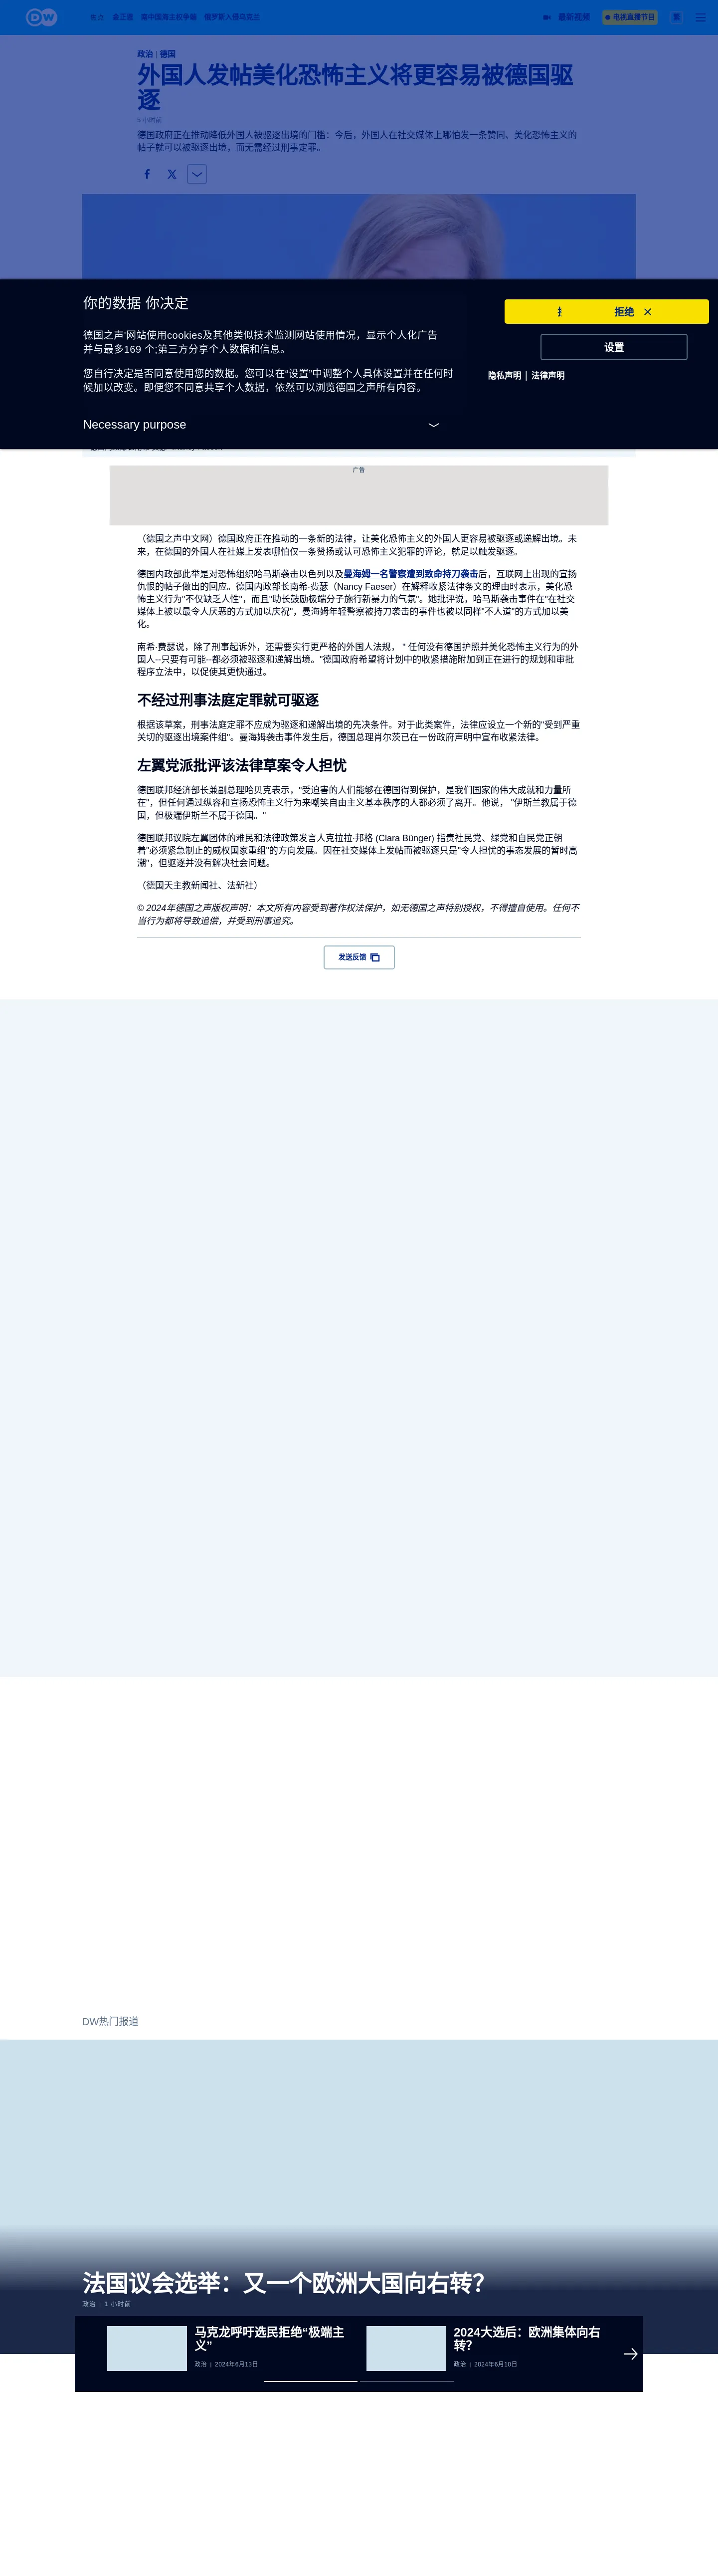 DW
焦点 金正恩 南中国海主权争端 俄罗斯入侵乌克兰
最新视频
电视直播节目
繁
政治 | 德国
外国人发帖美化恐怖主义将更容易被德国驱
逐
5 小时前
德国政府正在推动降低外国人被驱逐出境的门槛：今后，外国人在社交媒体上哪怕发一条赞同、美化恐怖主义的
帖子就可以被驱逐出境，而无需经过刑事定罪。
你的数据 你决定
德国之声'网站使用cookies及其他类似技术监测网站使用情况，显示个人化广告
并与最多169 个;第三方分享个人数据和信息。
您自行决定是否同意使用您的数据。您可以在“设置”中调整个人具体设置并在任何时
候加以改变。即便您不同意共享个人数据，依然可以浏览德国之声所有内容。
Necessary purpose
拒绝
设置
隐私声明 | 法律声明
广告
（德国之声中文网）德国政府正在推动的一条新的法律，让美化恐怖主义的外国人更容易被驱逐或递解出境。未
来，在德国的外国人在社媒上发表哪怕仅一条赞扬或认可恐怖主义犯罪的评论，就足以触发驱逐。
德国内政部此举是对恐怖组织哈马斯袭击以色列以及曼海姆一名警察遭到致命持刀袭击后，互联网上出现的宣扬
仇恨的帖子做出的回应。德国内政部长南希·费瑟（Nancy Faeser）在解释收紧法律条文的理由时表示，美化恐
怖主义行为"不仅缺乏人性"，而且"助长鼓励极端分子施行新暴力的气氛"。她批评说，哈马斯袭击事件在"在社交
媒体上被以最令人厌恶的方式加以庆祝"，曼海姆年轻警察被持刀袭击的事件也被以同样"不人道"的方式加以美
化。
南希·费瑟说，除了刑事起诉外，还需要实行更严格的外国人法规， " 任何没有德国护照并美化恐怖主义行为的外
国人--只要有可能--都必须被驱逐和递解出境。"德国政府希望将计划中的收紧措施附加到正在进行的规划和审批
程序立法中，以促使其更快通过。
不经过刑事法庭定罪就可驱逐
根据该草案，刑事法庭定罪不应成为驱逐和递解出境的先决条件。对于此类案件，法律应设立一个新的"受到严重
关切的驱逐出境案件组"。曼海姆袭击事件发生后，德国总理肖尔茨已在一份政府声明中宣布收紧法律。
左翼党派批评该法律草案令人担忧
德国联邦经济部长兼副总理哈贝克表示，"受迫害的人们能够在德国得到保护，是我们国家的伟大成就和力量所
在"，但任何通过纵容和宣扬恐怖主义行为来嘲笑自由主义基本秩序的人都必须了离开。他说， "伊斯兰教属于德
国，但极端伊斯兰不属于德国。"
德国联邦议院左翼团体的难民和法律政策发言人克拉拉·邦格 (Clara Bünger) 指责社民党、绿党和自民党正朝
着"必须紧急制止的威权国家重组"的方向发展。因在社交媒体上发帖而被驱逐只是"令人担忧的事态发展的暂时高
潮"，但驱逐并没有解决社会问题。
（德国天主教新闻社、法新社）
© 2024年德国之声版权声明：本文所有内容受到著作权法保护，如无德国之声特别授权，不得擅自使用。任何不
当行为都将导致追偿，并受到刑事追究。
发送反馈
DW热门报道
法国议会选举：又一个欧洲大国向右转？
政治 | 1 小时前
马克龙呼吁选民拒绝“极端主
义”
政治 | 2024年6月13日
2024大选后：欧洲集体向右
转？
政治 | 2024年6月10日